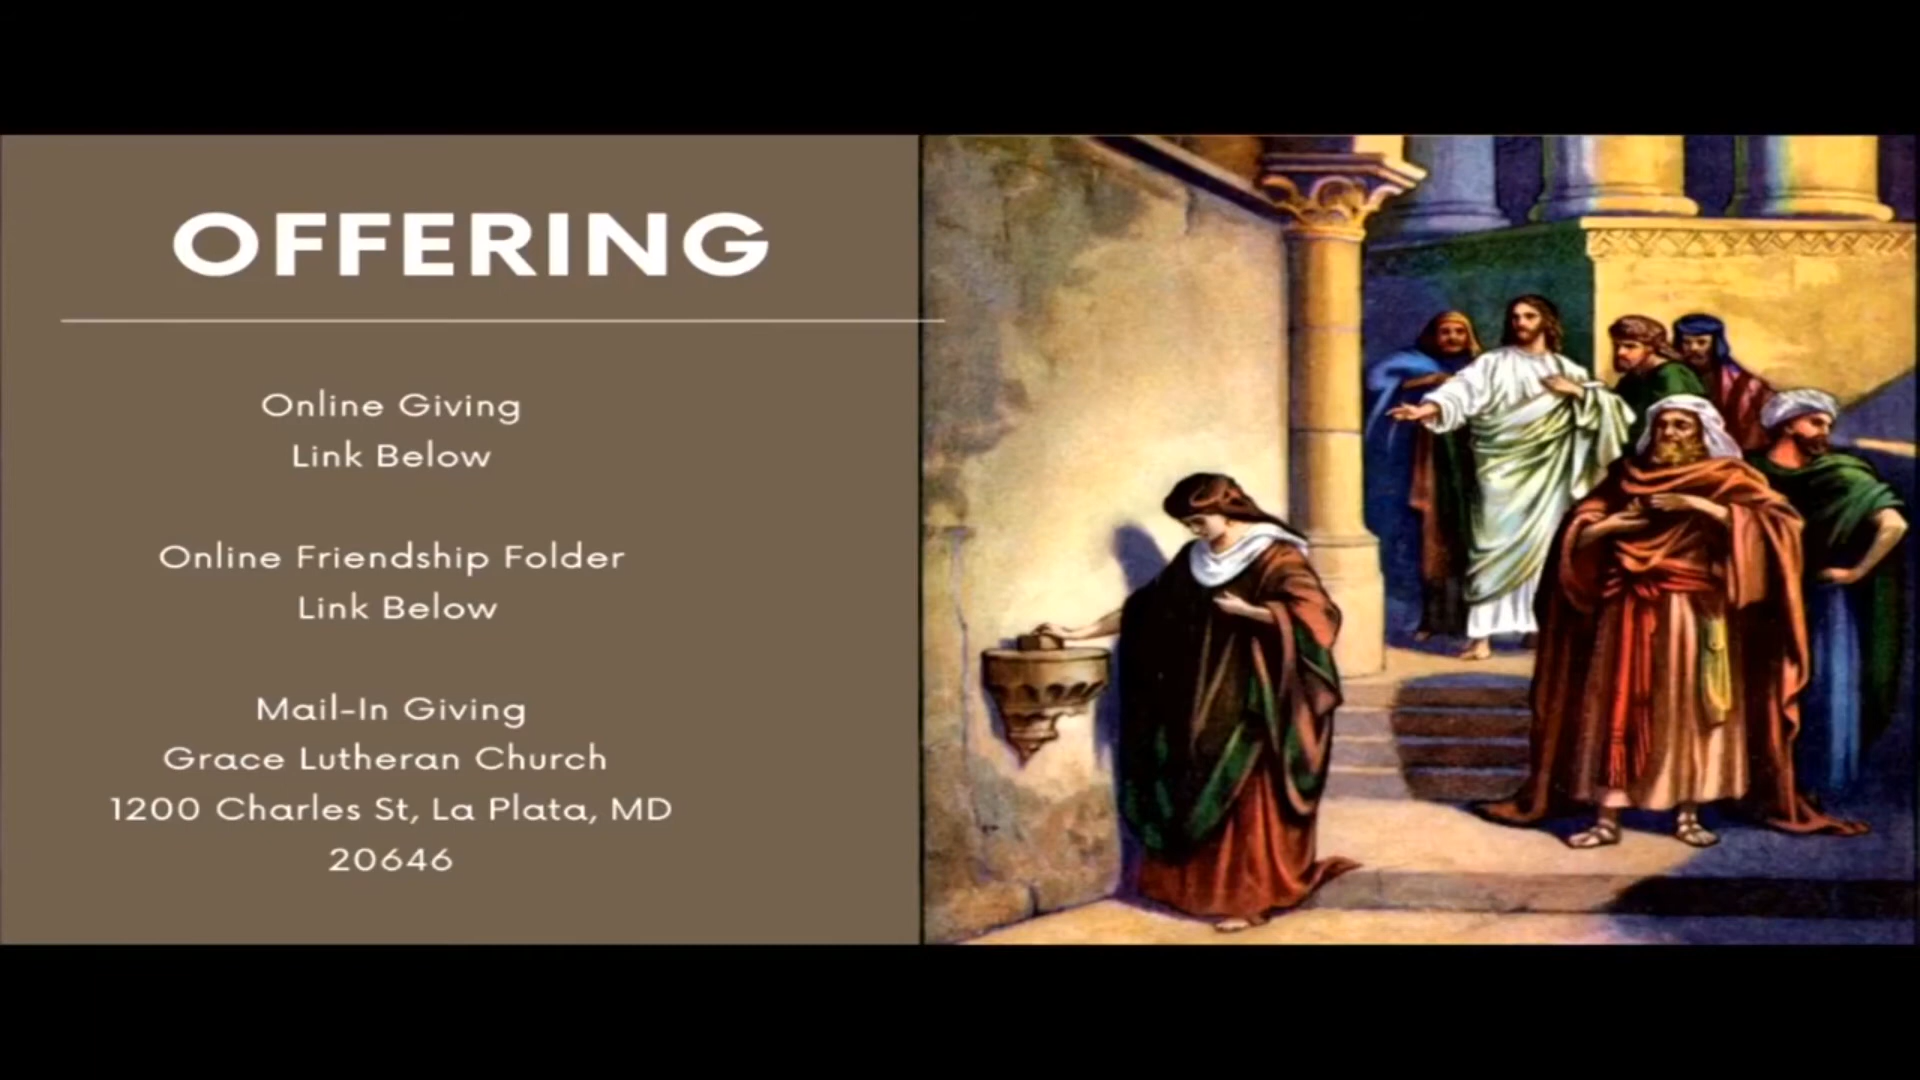 OFFERING
Online Giving
Link Below
Online Friendship Folder
Link Below
Mail-In Giving
Grace Lutheran Church
1200 Charles St, La Plata, MD
20646